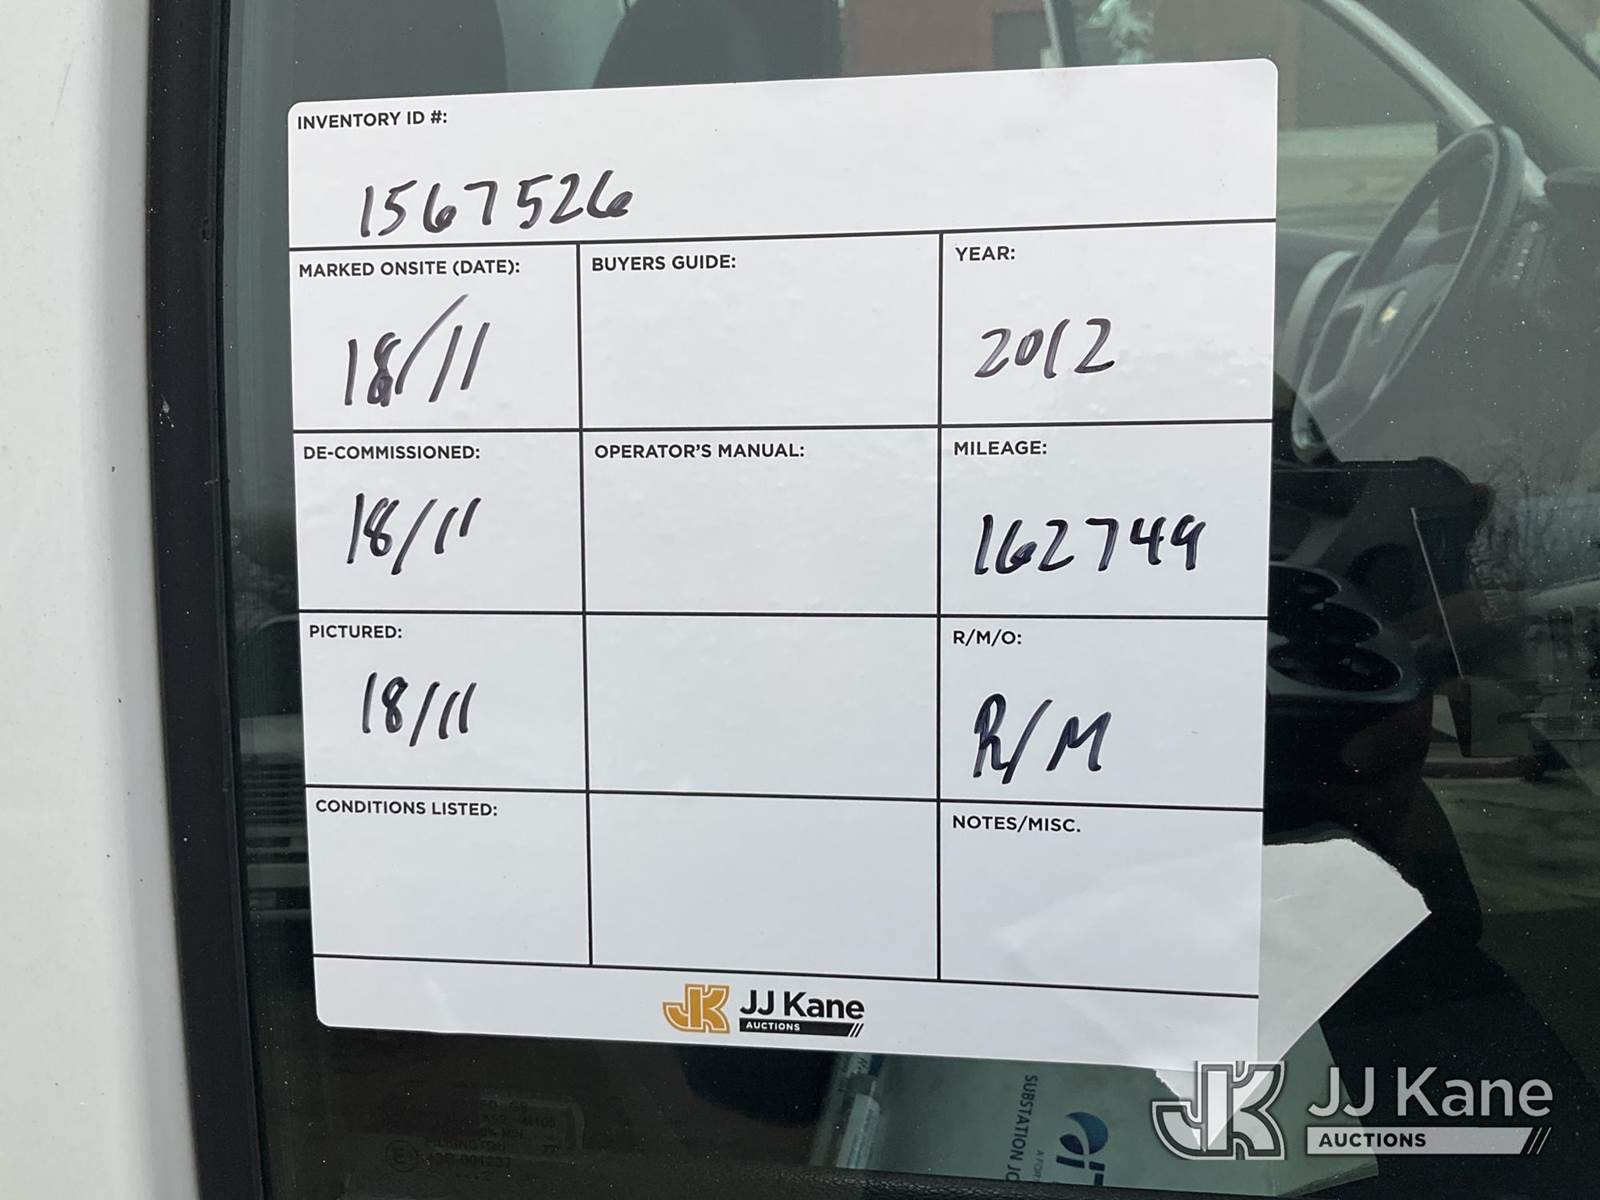 INVENTORY ID #:
1567526
MARKED ONSITE (DATE):
18/11
BUYERS GUIDE:
YEAR:
2012
DE-COMMISSIONED:
18/11
OPERATOR'S MANUAL:
MILEAGE:
162749
PICTURED:
18/11
R/M/O:
R/M
CONDITIONS LISTED:
NOTES/MISC.
JK JJ Kane
AUCTIONS
SUBSTATION
JK JJ Kane
AUCTIONS